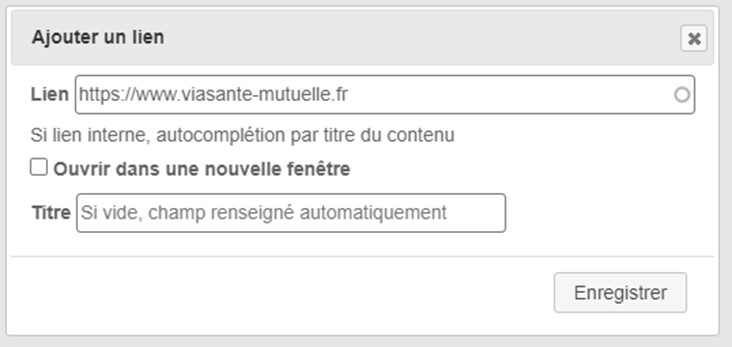 Ajouter un lien
Lien https://www.viasante-mutuelle.fr
Si lien interne, autocomplétion par titre du contenu
Ouvrir dans une nouvelle fenêtre
Titre Si vide, champ renseigné automatiquement
Enregistrer